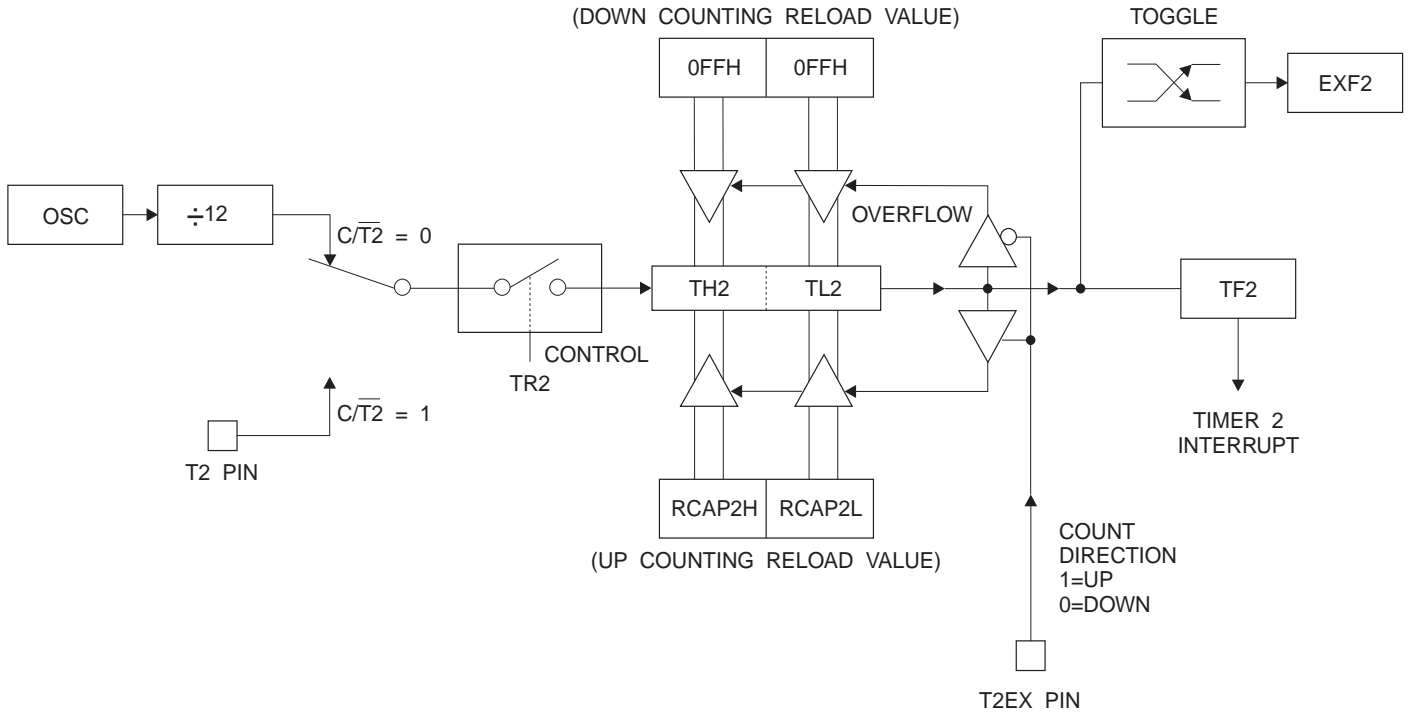 (DOWN COUNTING RELOAD VALUE)
TOGGLE
0FFH
0FFH
EXF2
OSC
÷12
C/T2̅ = 0
OVERFLOW
TH2
TL2
TF2
CONTROL
TR2
C/T2̅ = 1
T2 PIN
TIMER 2
INTERRUPT
RCAP2H
RCAP2L
(UP COUNTING RELOAD VALUE)
COUNT
DIRECTION
1=UP
0=DOWN
T2EX PIN